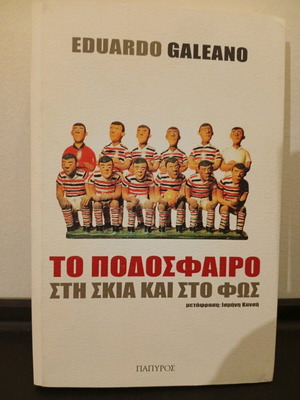 EDUARDO GALEANO
ΤΟ ΠΟΔΟΣΦΑΙΡΟ
ΣΤΗ ΣΚΙΑ ΚΑΙ ΣΤΟ ΦΩΣ
μετάφραση: Ισμήνη Κανσή
ΠΑΠΥΡΟΣ